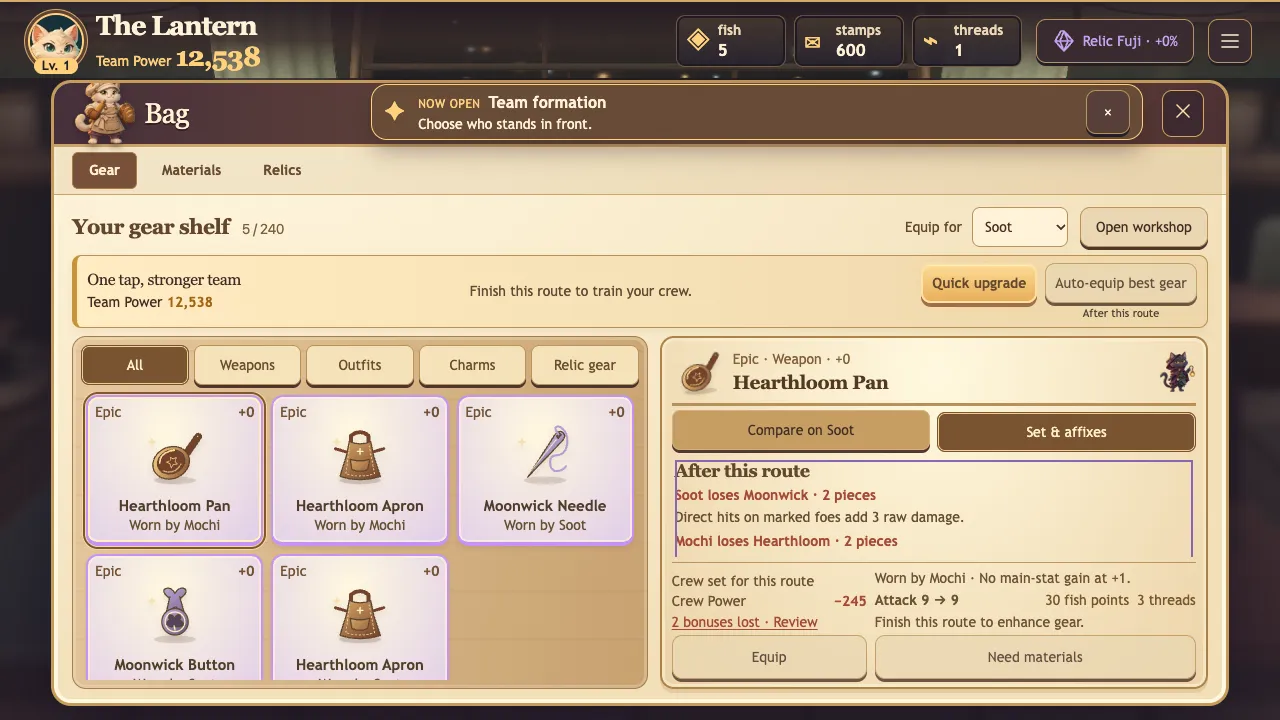 The Lantern
Team Power 12,538
Lv. 1
fish
5
stamps
600
threads
1
Relic Fuji · +0%
Bag
NOW OPEN Team formation
Choose who stands in front.
×
Gear
Materials
Relics
Your gear shelf 5 / 240
Equip for
Soot
Open workshop
One tap, stronger team
Team Power 12,538
Finish this route to train your crew.
Quick upgrade
Auto-equip best gear
After this route
All
Weapons
Outfits
Charms
Relic gear
Epic +0
Hearthloom Pan
Worn by Mochi
Epic +0
Hearthloom Apron
Worn by Mochi
Epic +0
Moonwick Needle
Worn by Soot
Epic +0
Moonwick Button
Epic +0
Hearthloom Apron
Epic · Weapon · +0
Hearthloom Pan
Compare on Soot
Set & affixes
After this route
Soot loses Moonwick · 2 pieces
Direct hits on marked foes add 3 raw damage.
Mochi loses Hearthloom · 2 pieces
Crew set for this route
Crew Power −245
2 bonuses lost · Review
Equip
Worn by Mochi · No main-stat gain at +1.
Attack 9 → 9 30 fish points 3 threads
Finish this route to enhance gear.
Need materials